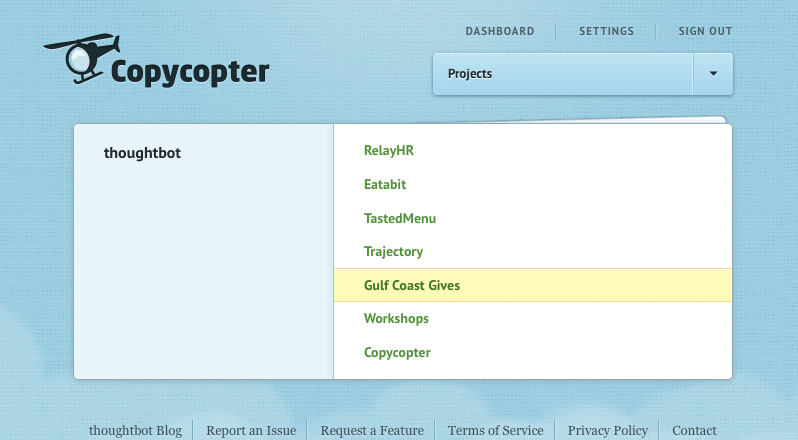 DASHBOARD SETTINGS SIGN OUT
Copycopter
Projects
thoughtbot
RelayHR
Eatabit
TastedMenu
Trajectory
Gulf Coast Gives
Workshops
Copycopter
thoughtbot Blog Report an Issue Request a Feature Terms of Service Privacy Policy Contact